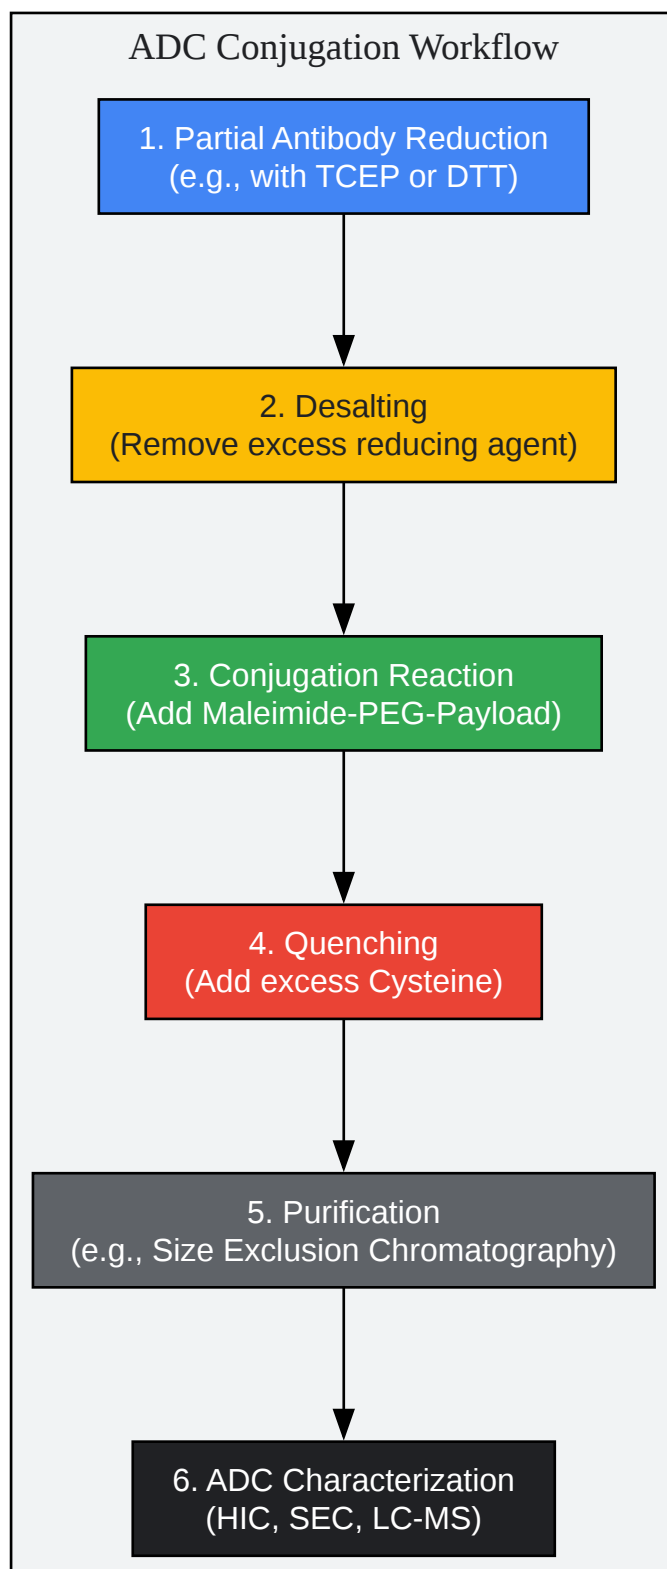 ADC Conjugation Workflow
1. Partial Antibody Reduction
(e.g., with TCEP or DTT)
2. Desalting
(Remove excess reducing agent)
3. Conjugation Reaction
(Add Maleimide-PEG-Payload)
4. Quenching
(Add excess Cysteine)
5. Purification
(e.g., Size Exclusion Chromatography)
6. ADC Characterization
(HIC, SEC, LC-MS)